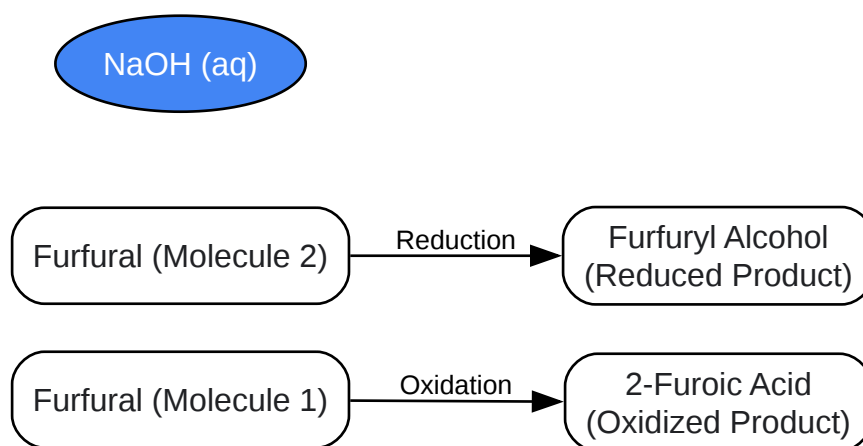 NaOH (aq)
Furfural (Molecule 2)
Reduction
Furfuryl Alcohol
(Reduced Product)
Furfural (Molecule 1)
Oxidation
2-Furoic Acid
(Oxidized Product)